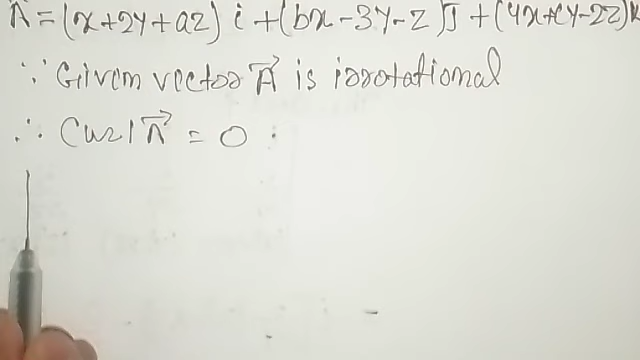 A⃗ = (x+2y+az) i + (bx-3y-z)J + (4x+cy-2z)k
∵ Given vector A⃗ is irrotational
∴ Curl A⃗ = 0